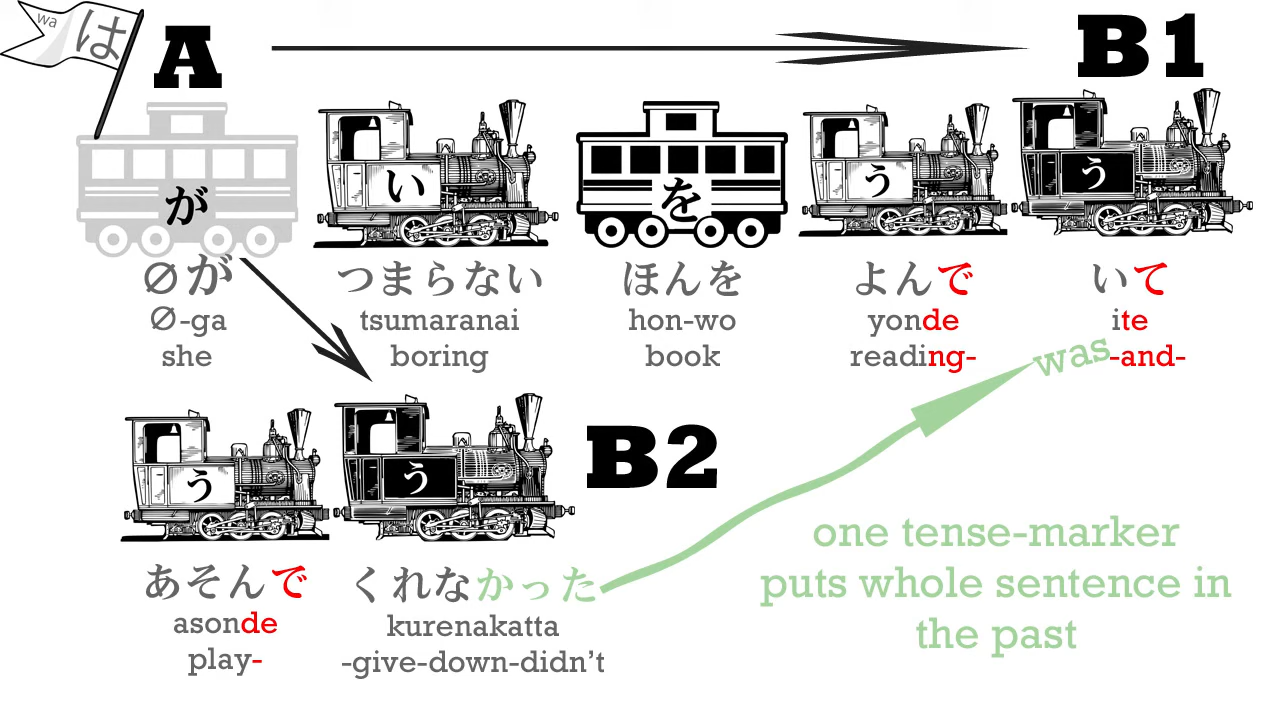 wa
は
A
B1
が
い
を
う
う
∅が
つまらない
ほんを
よんで
いて
∅-ga
tsumaranai
hon-wo
yonde
ite
she
boring
book
reading-
was
-and-
う
う
B2
あそんで
くれなかった
asonde
kurenakatta
play-
-give-down-didn't
one tense-marker
puts whole sentence in
the past